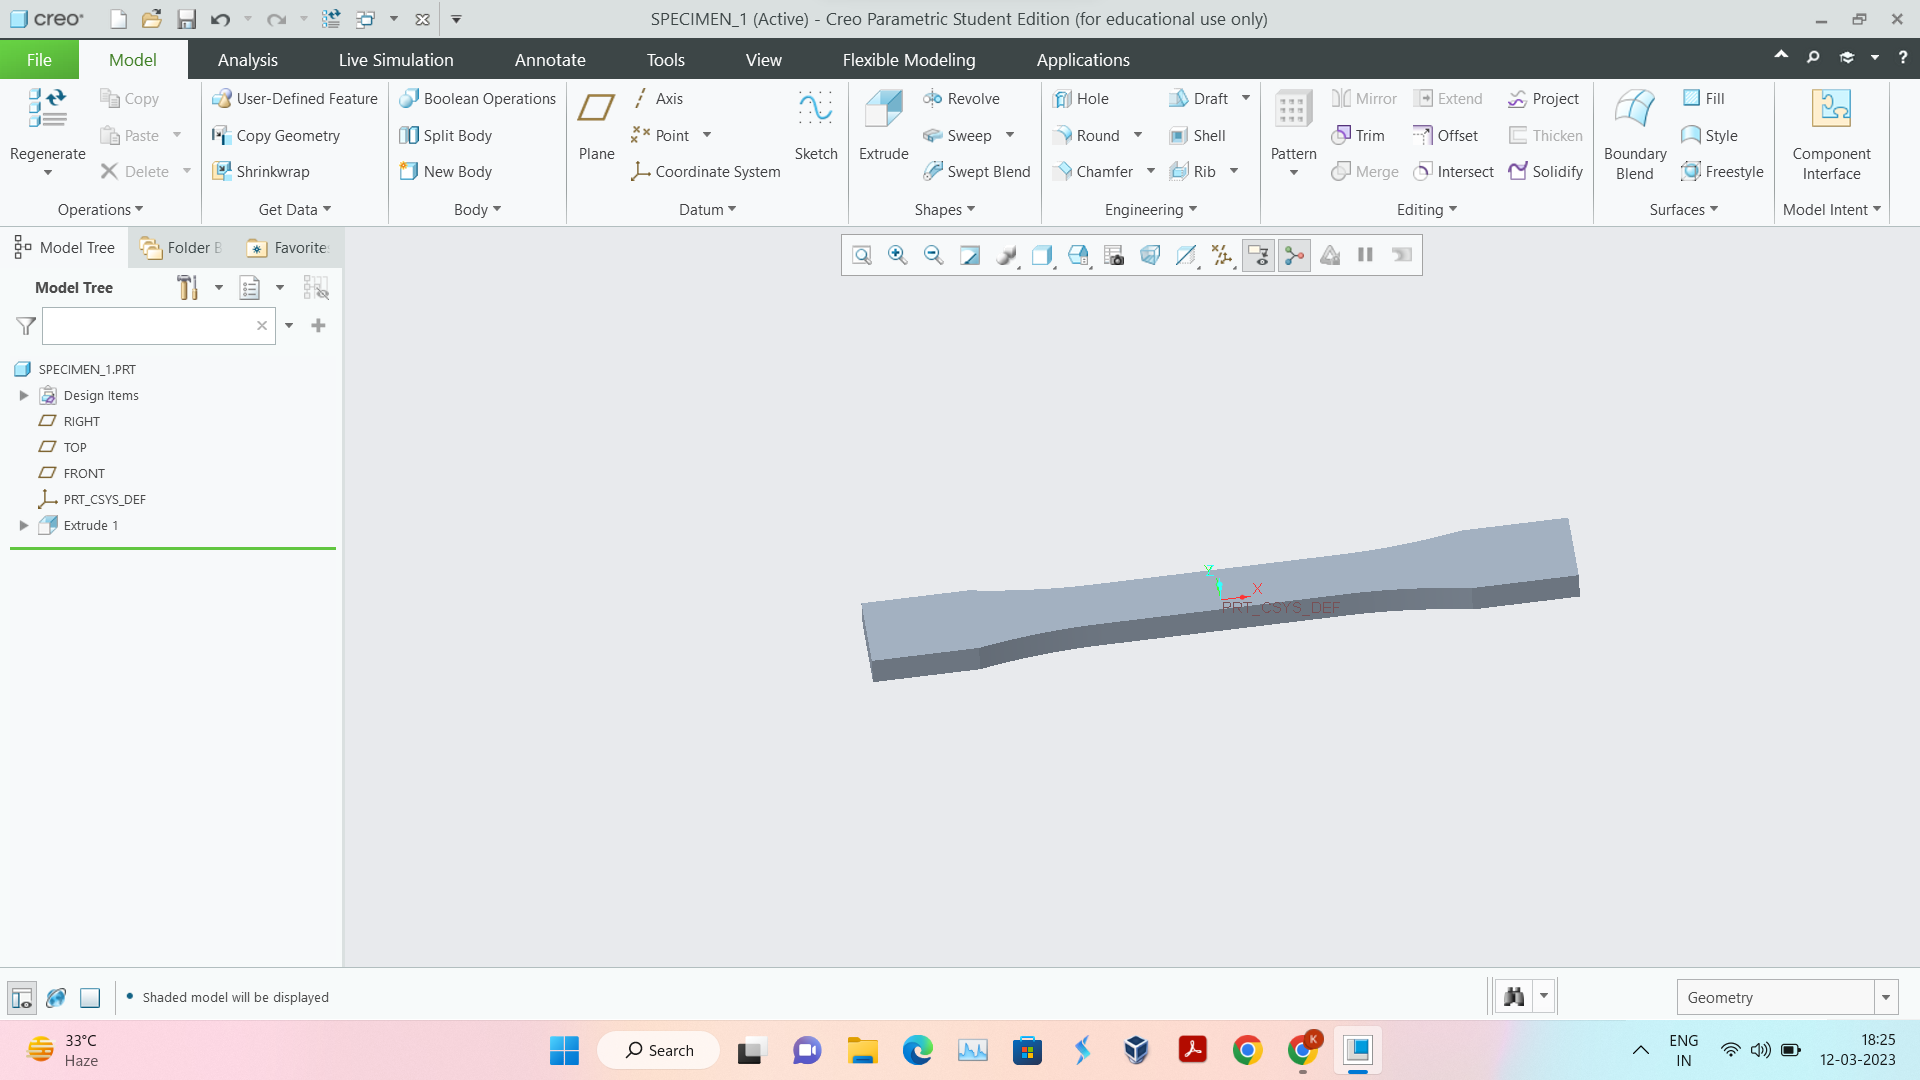 creo
SPECIMEN_1 (Active) - Creo Parametric Student Edition (for educational use only)
File
Model
Analysis
Live Simulation
Annotate
Tools
View
Flexible Modeling
Applications
Regenerate
Copy
Paste
Delete
Operations
User-Defined Feature
Copy Geometry
Shrinkwrap
Get Data
Boolean Operations
Split Body
New Body
Body
Plane
Axis
Point
Coordinate System
Sketch
Datum
Extrude
Revolve
Sweep
Swept Blend
Shapes
Hole
Round
Chamfer
Draft
Shell
Rib
Engineering
Pattern
Mirror
Trim
Merge
Extend
Offset
Intersect
Project
Thicken
Solidify
Editing
Boundary
Blend
Fill
Style
Freestyle
Surfaces
Component
Interface
Model Intent
Model Tree
Folder B
Favorites
Model Tree
SPECIMEN_1.PRT
Design Items
RIGHT
TOP
FRONT
PRT_CSYS_DEF
Extrude 1
X
PRT_CSYS_DEF
Shaded model will be displayed
Geometry
33°C
Haze
Search
K
ENG
IN
18:25
12-03-2023